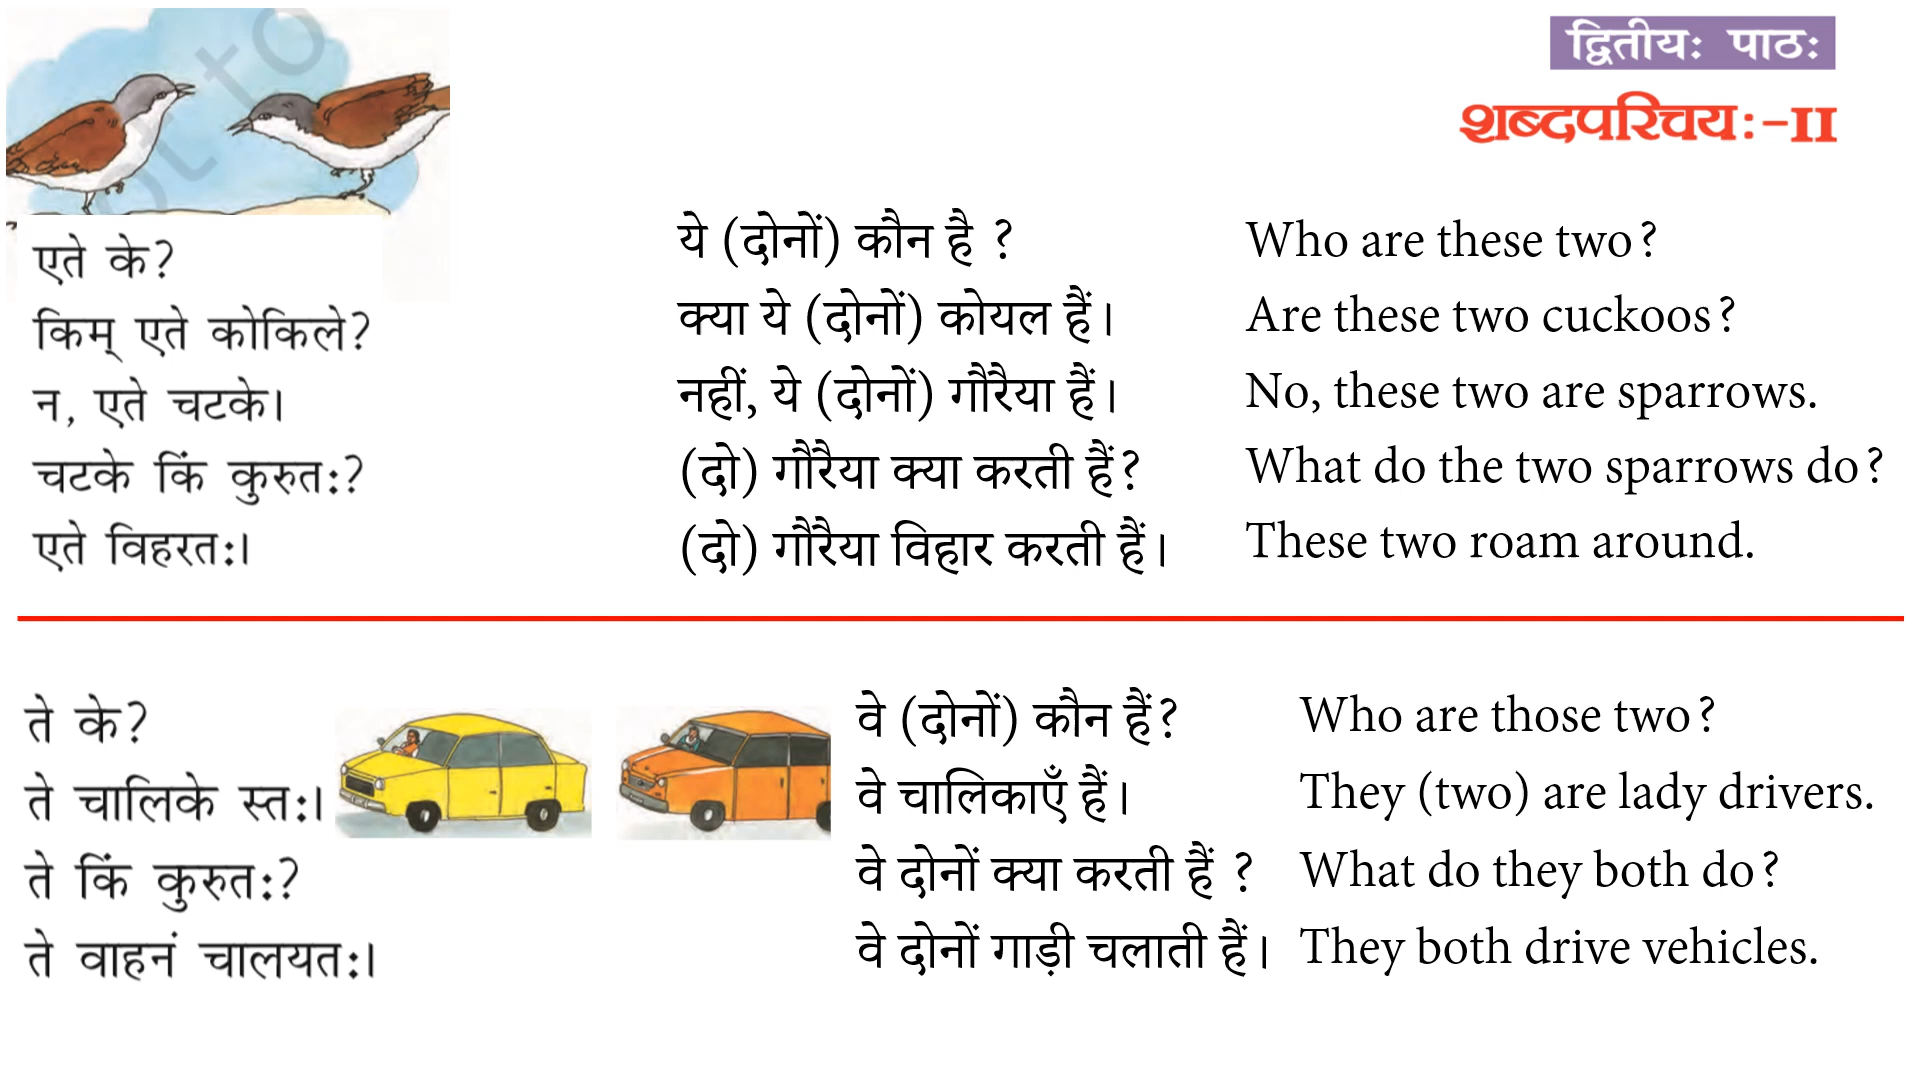 द्वितीयः पाठः
शब्दपरिचयः-II
ot to
एते के?
किम् एते कोकिले?
न, एते चटके।
चटके किं कुरुतः?
एते विहरतः।
ये (दोनों) कौन है ?
क्या ये (दोनों) कोयल हैं।
नहीं, ये (दोनों) गौरैया हैं।
(दो) गौरैया क्या करती हैं?
(दो) गौरैया विहार करती हैं।
Who are these two?
Are these two cuckoos?
No, these two are sparrows.
What do the two sparrows do?
These two roam around.
ते के?
ते चालिके स्तः।
ते किं कुरुतः?
ते वाहनं चालयतः।
वे (दोनों) कौन हैं?
वे चालिकाएँ हैं।
वे दोनों क्या करती हैं ?
वे दोनों गाड़ी चलाती हैं।
Who are those two?
They (two) are lady drivers.
What do they both do?
They both drive vehicles.